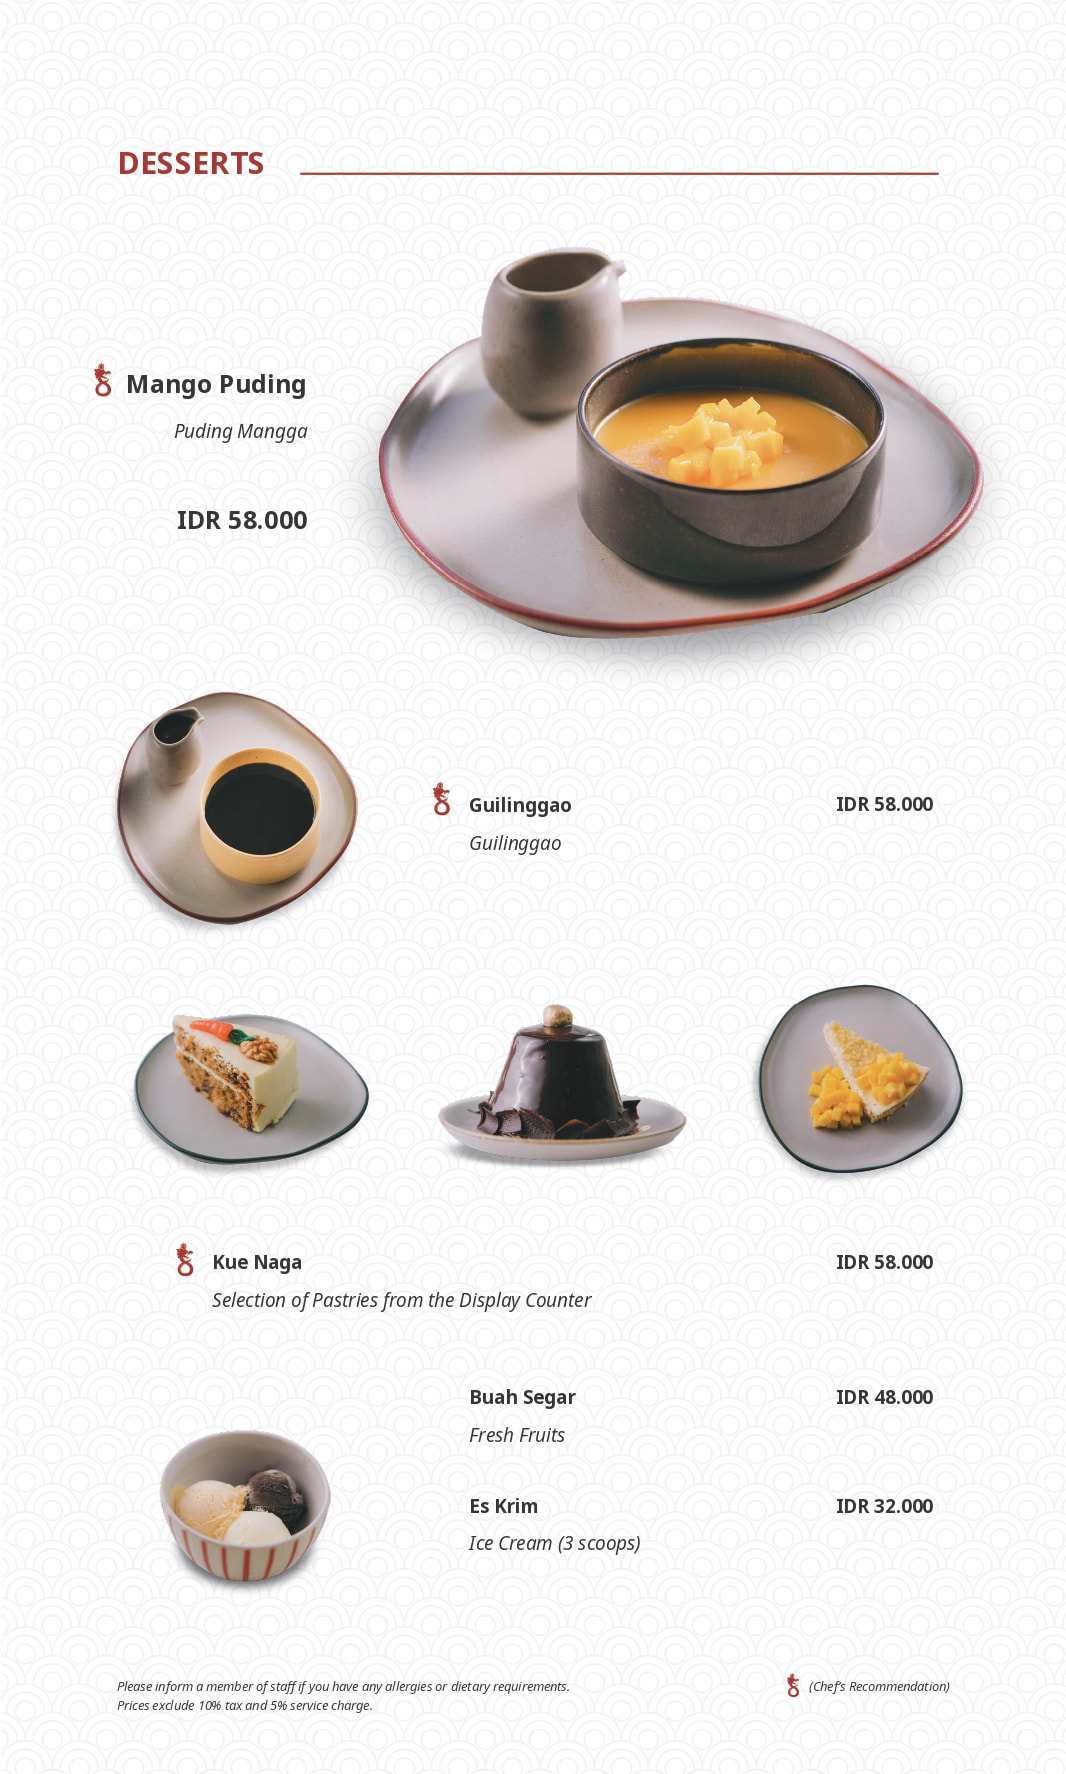 DESSERTS
Mango Puding
Puding Mangga
IDR 58.000
Guilinggao
IDR 58.000
Guilinggao
Kue Naga
IDR 58.000
Selection of Pastries from the Display Counter
Buah Segar
IDR 48.000
Fresh Fruits
Es Krim
IDR 32.000
Ice Cream (3 scoops)
Please inform a member of staff if you have any allergies or dietary requirements.
Prices exclude 10% tax and 5% service charge.
(Chef's Recommendation)